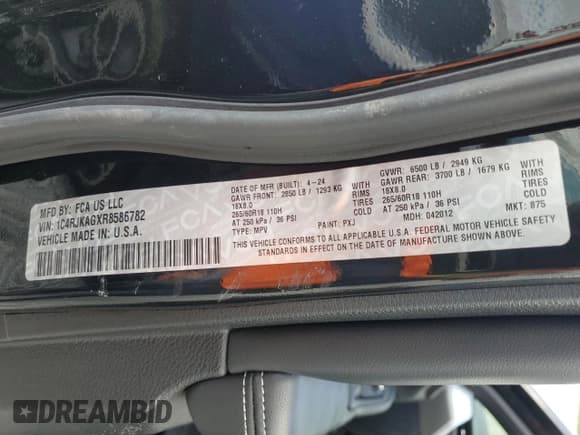 MFD BY: FCA US LLC
VIN: 1C4RJKAGXR8586782
VEHICLE MADE IN: U.S.A.
DATE OF MFR (BUILT): 4-24
GAWR FRONT: 2850 LB / 1293 KG
18X8.0
265/60R18 110H
AT 250 kPa / 36 PSI
TYPE: MPV
PAINT: PXJ
GVWR: 6500 LB / 2949 KG
GAWR REAR: 3700 LB / 1679 KG
WITH
TIRES
RIMS
COLD
18X8.0
265/60R18 110H
AT 250 kPa / 36 PSI
MDH: 042012
WITH
TIRES
RIMS
COLD
MKT: 875
THIS VEHICLE CONFORMS TO ALL APPLICABLE U.S.A. FEDERAL MOTOR VEHICLE SAFETY
STANDARDS IN EFFECT ON THE DATE OF MANUFACTURE SHOWN ABOVE.
DREAMBID